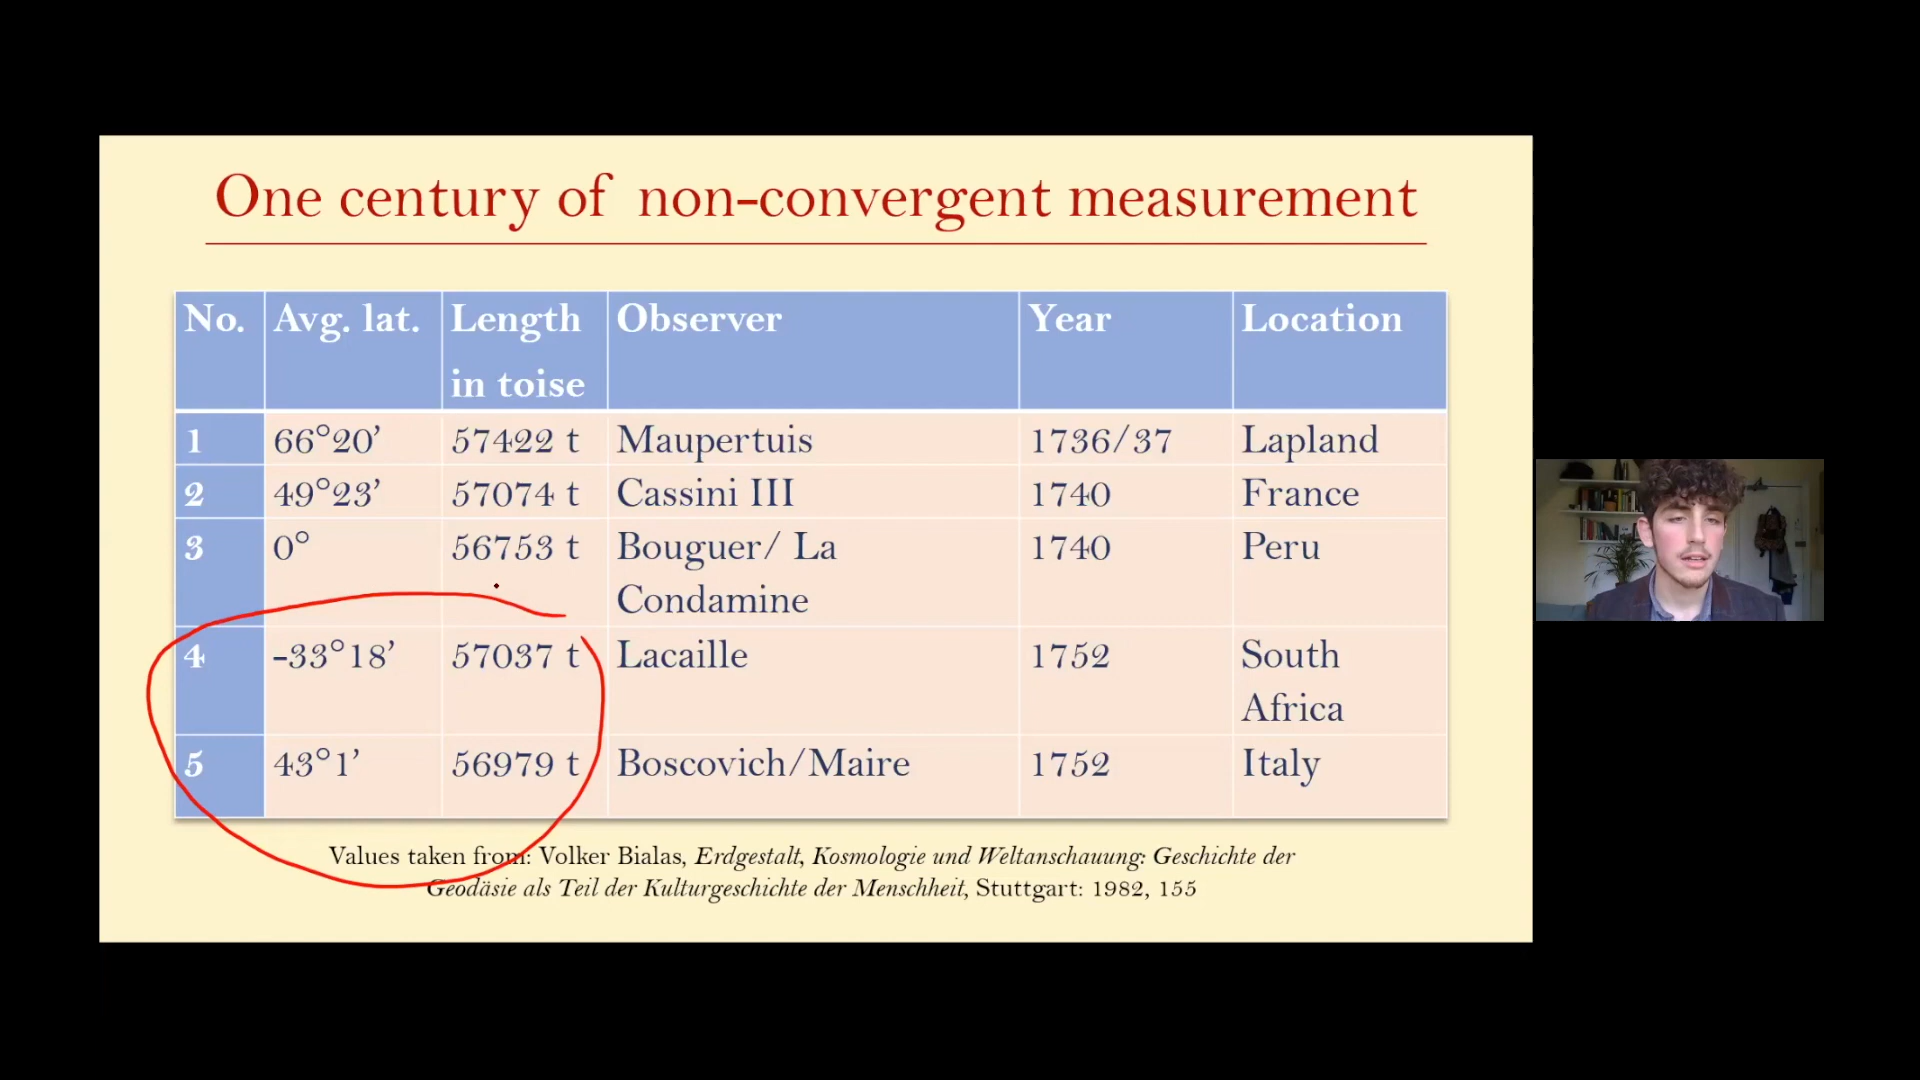 One century of non-convergent measurement
No. Avg. lat. Length Observer Year Location
in toise
1 66°20’ 57422 t Maupertuis 1736/37 Lapland
2 49°23’ 57074 t Cassini III 1740 France
3 0° 56753 t Bouguer/ La 1740 Peru
Condamine
4 -33°18’ 57037 t Lacaille 1752 South
Africa
5 43°1’ 56979 t Boscovich/Maire 1752 Italy
Values taken from: Volker Bialas, Erdgestalt, Kosmologie und Weltanschauung: Geschichte der
Geodäsie als Teil der Kulturgeschichte der Menschheit, Stuttgart: 1982, 155